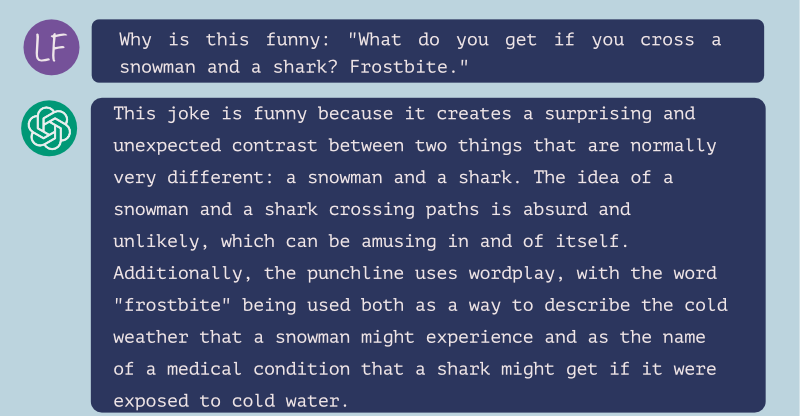 LF
Why is this funny: "What do you get if you cross a
snowman and a shark? Frostbite."
This joke is funny because it creates a surprising and
unexpected contrast between two things that are normally
very different: a snowman and a shark. The idea of a
snowman and a shark crossing paths is absurd and
unlikely, which can be amusing in and of itself.
Additionally, the punchline uses wordplay, with the word
"frostbite" being used both as a way to describe the cold
weather that a snowman might experience and as the name
of a medical condition that a shark might get if it were
exposed to cold water.